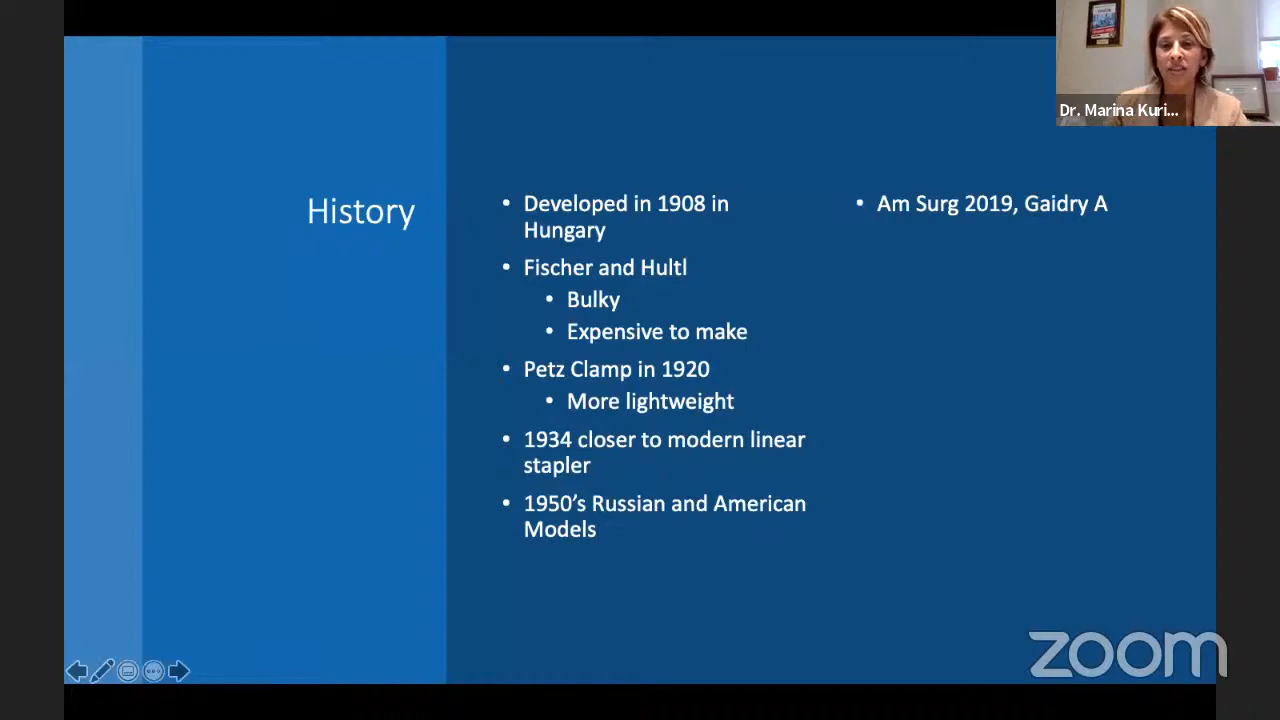 Dr. Marina Kuri...
History
• Developed in 1908 in
Hungary
• Fischer and Hultl
• Bulky
• Expensive to make
• Petz Clamp in 1920
• More lightweight
• 1934 closer to modern linear
stapler
• 1950’s Russian and American
Models
• Am Surg 2019, Gaidry A
zoom